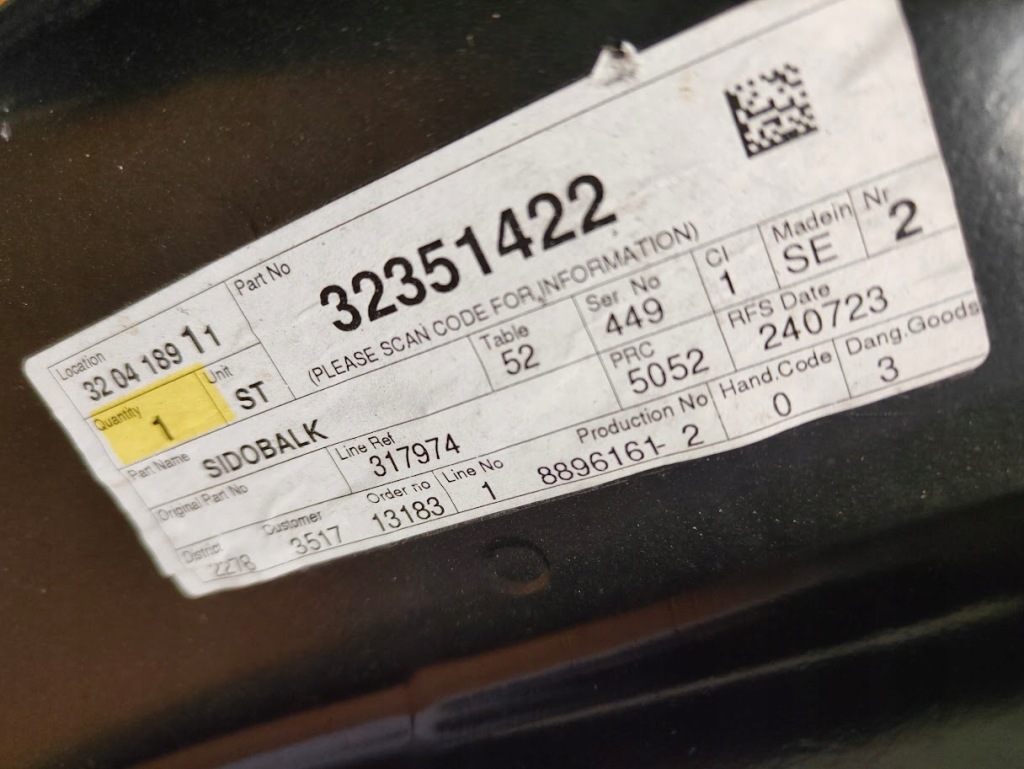 Part No
32351422
(PLEASE SCAN CODE FOR INFORMATION)
Location
32 04 189 11
Quantity
1
Unit
ST
Table
52
Ser. No
449
Cl
1
Madein
SE
Nr
2
Part Name
SIDOBALK
PRC
5052
RFS Date
240723
Original Part No
Line Ref
317974
Production No
8896161- 2
Hand.Code
0
Dang.Goods
3
District
2278
Customer
3517
Order no
13183
Line No
1